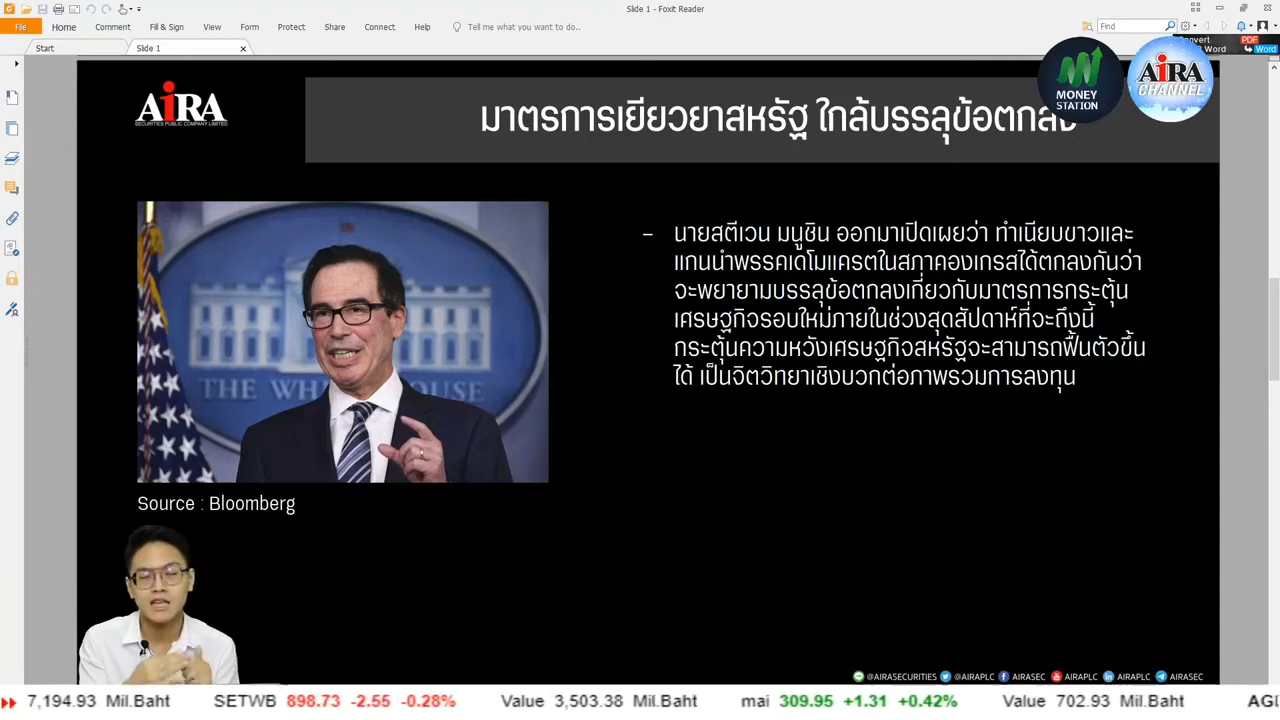 Slide 1 - Foxit Reader
File Home Comment Fill & Sign View Form Protect Share Connect Help Tell me what you want to do.. Find
Start Slide 1
Convert PDF
Word Word
MONEY
STATION
AiRA
CHANNEL
AiRA
SECURITIES PUBLIC COMPANY LIMITED
มาตรการเยียวยาสหรัฐ ใกล้บรรลุข้อตกลง
THE WHITE HOUSE
– นายสตีเวน มนูชิน ออกมาเปิดเผยว่า ทำเนียบขาวและ
แกนนำพรรคเดโมแครตในสภาคองเกรสได้ตกลงกันว่า
จะพยายามบรรลุข้อตกลงเกี่ยวกับมาตรการกระตุ้น
เศรษฐกิจรอบใหม่ภายในช่วงสุดสัปดาห์ที่จะถึงนี้
กระตุ้นความหวังเศรษฐกิจสหรัฐจะสามารถฟื้นตัวขึ้น
ได้ เป็นจิตวิทยาเชิงบวกต่อภาพรวมการลงทุน
Source : Bloomberg
@AIRASECURITIES @AIRAPLC AIRASEC AIRAPLC AIRAPLC AIRASEC
7,194.93 Mil.Baht SETWB 898.73 -2.55 -0.28% Value 3,503.38 Mil.Baht mai 309.95 +1.31 +0.42% Value 702.93 Mil.Baht